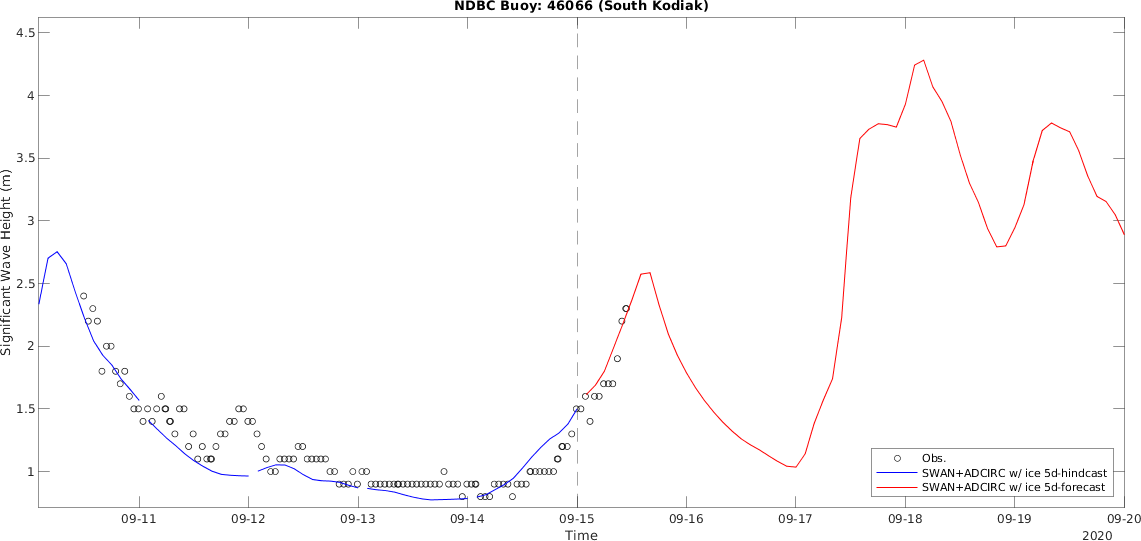 NDBC Buoy: 46066 (South Kodiak)
4.5
4
3.5
3
2.5
2
1.5
1
Significant Wave Height (m)
Obs.
SWAN+ADCIRC w/ ice 5d-hindcast
SWAN+ADCIRC w/ ice 5d-forecast
09-11 09-12 09-13 09-14 09-15 09-16 09-17 09-18 09-19 09-20
Time
2020